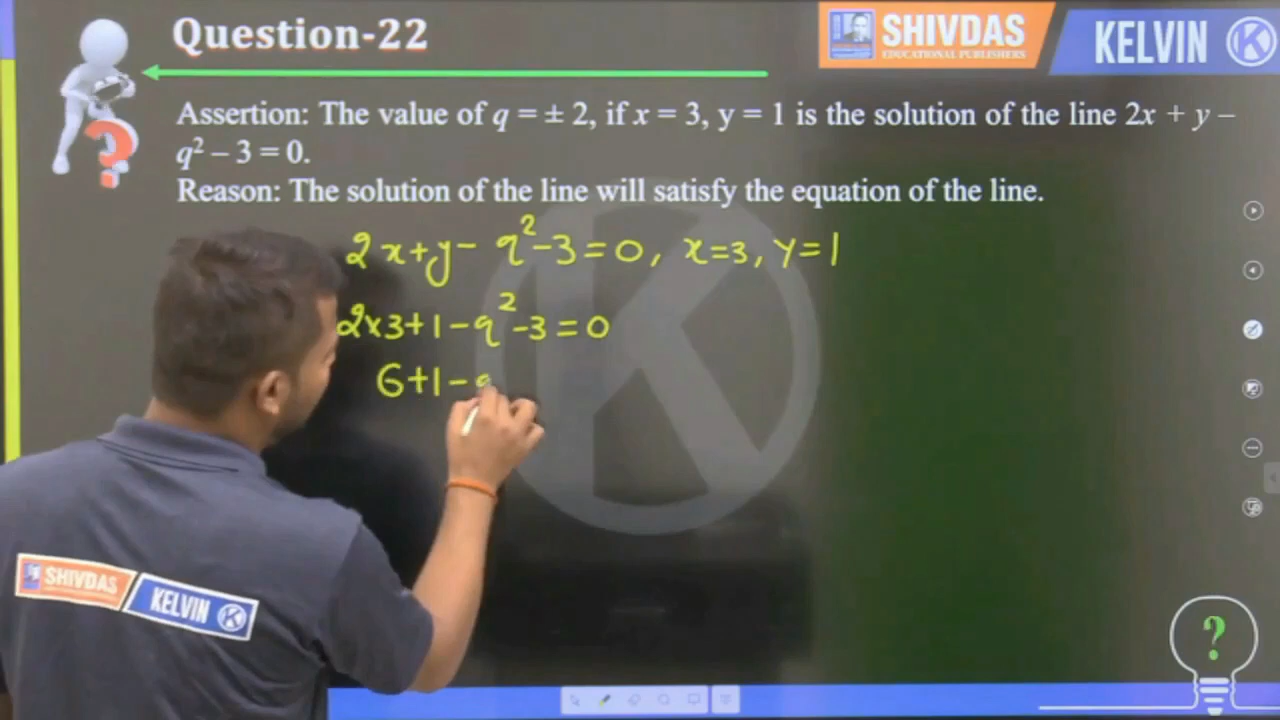 Question-22
SHIVDAS
EDUCATIONAL PUBLISHERS
KELVIN K
Assertion: The value of q = ± 2, if x = 3, y = 1 is the solution of the line 2x + y –
q² – 3 = 0.
Reason: The solution of the line will satisfy the equation of the line.
2x+y- q²-3=0, x=3, y=1
2x3+1-q²-3=0
6+1-
SHIVDAS KELVIN K
?